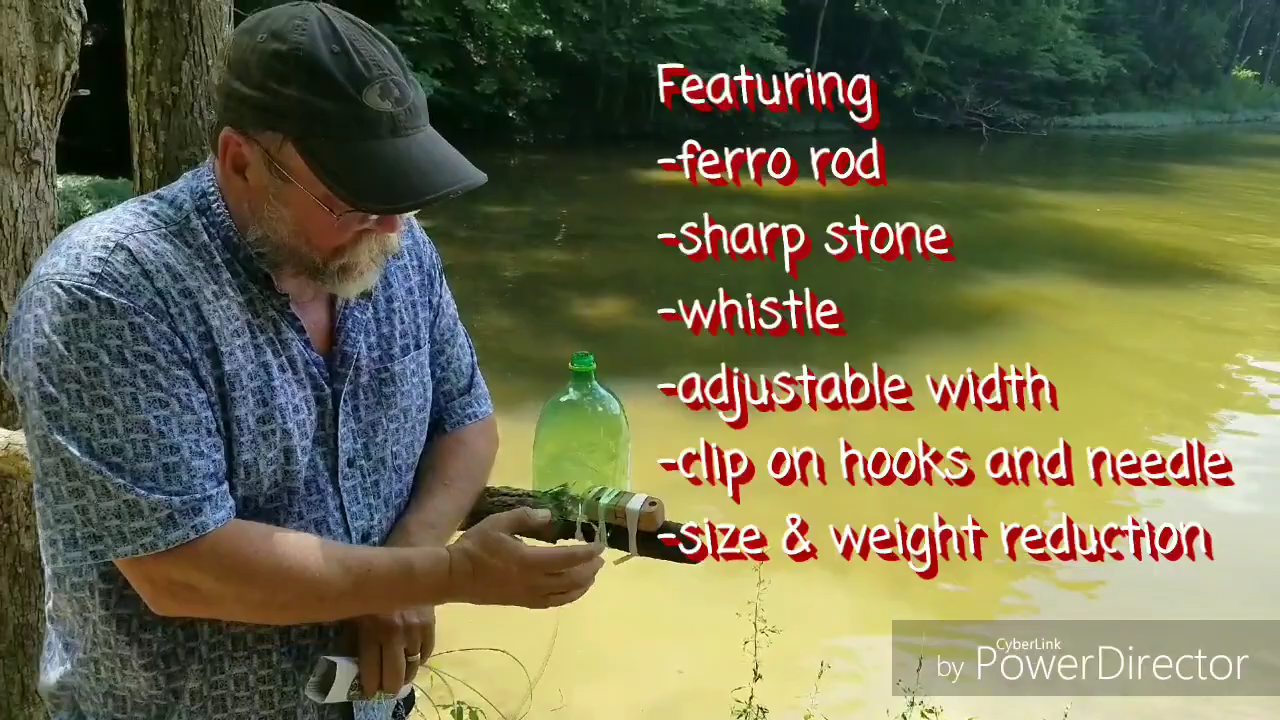 Featuring
-ferro rod
-sharp stone
-whistle
-adjustable width
-clip on hooks and needle
-size & weight reduction
CyberLink
by PowerDirector